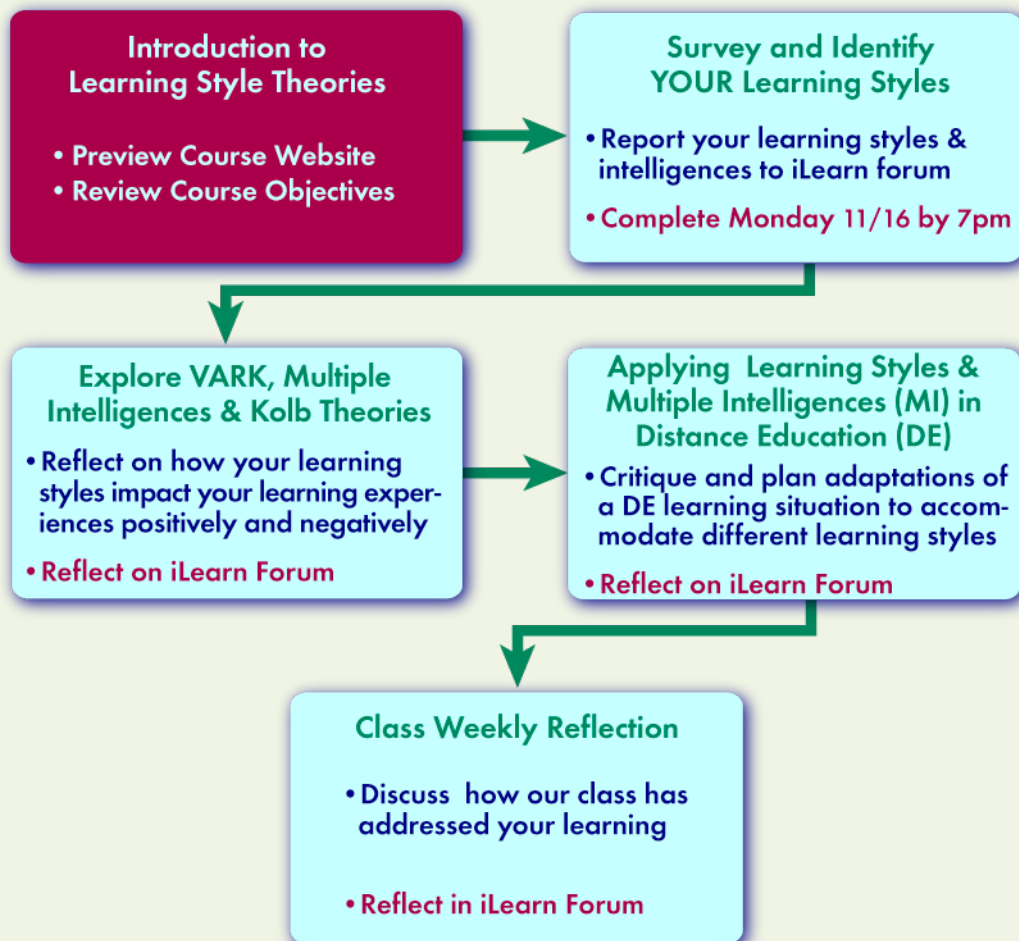 Introduction to
Learning Style Theories
• Preview Course Website
• Review Course Objectives
Survey and Identify
YOUR Learning Styles
• Report your learning styles &
intelligences to iLearn forum
• Complete Monday 11/16 by 7pm
Explore VARK, Multiple
Intelligences & Kolb Theories
• Reflect on how your learning
styles impact your learning exper-
iences positively and negatively
• Reflect on iLearn Forum
Applying Learning Styles &
Multiple Intelligences (MI) in
Distance Education (DE)
• Critique and plan adaptations of
a DE learning situation to accom-
modate different learning styles
• Reflect on iLearn Forum
Class Weekly Reflection
• Discuss how our class has
addressed your learning
• Reflect in iLearn Forum